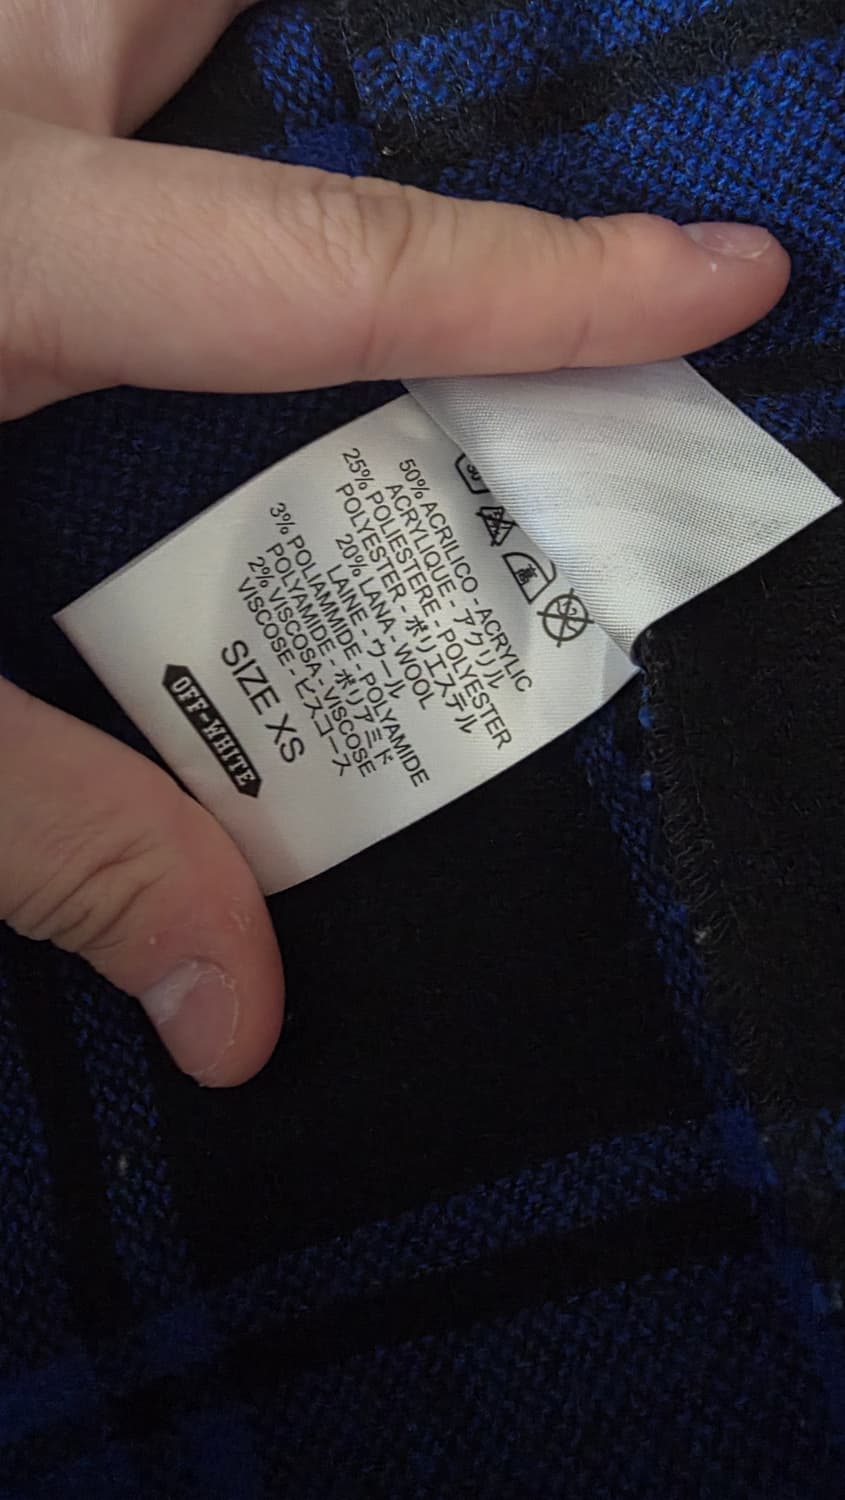 30
50% ACRILICO - ACRYLIC
ACRYLIQUE - アクリル
25% POLIESTERE - POLYESTER
POLYESTER - ポリエステル
20% LANA - WOOL
LAINE - ウール
3% POLIAMMIDE - POLYAMIDE
POLYAMIDE - ポリアミド
2% VISCOSA - VISCOSE
VISCOSE - ビスコース
SIZE XS
OFF-WHITE